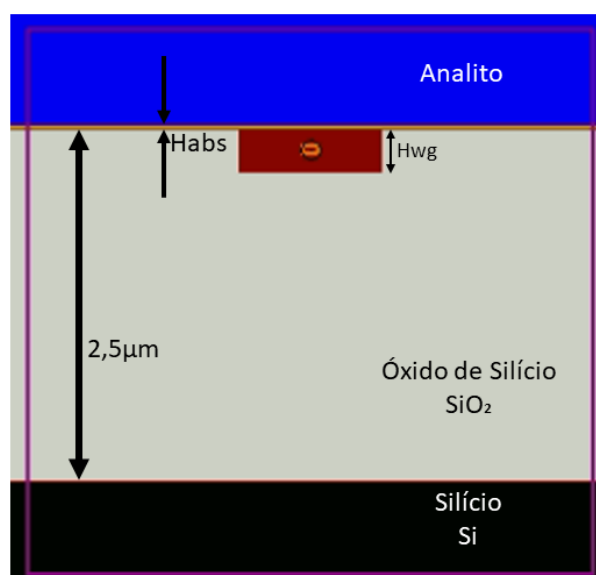 Analito
Habs
Hwg
2,5µm
Óxido de Silício
SiO₂
Silício
Si